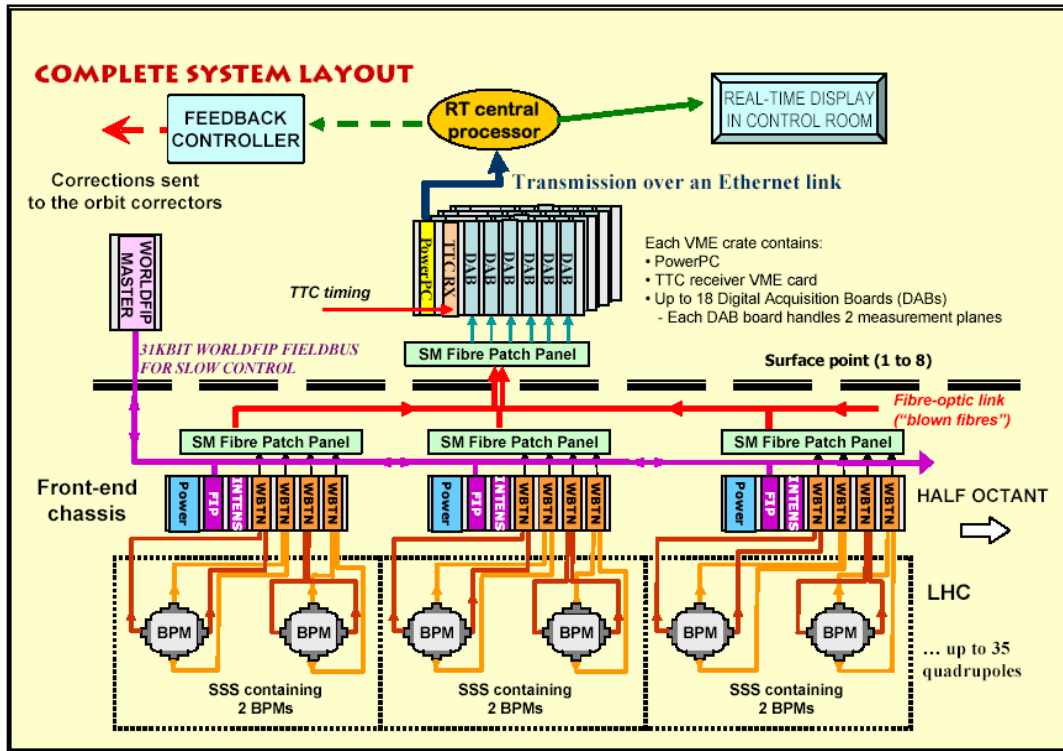 COMPLETE SYSTEM LAYOUT
FEEDBACK
CONTROLLER
RT central
processor
REAL-TIME DISPLAY
IN CONTROL ROOM
Corrections sent
to the orbit correctors
Transmission over an Ethernet link
WORLDFIP
MASTER
PowerPC
TTC RX
DAB
DAB
DAB
DAB
DAB
DAB
Each VME crate contains:
• PowerPC
• TTC receiver VME card
• Up to 18 Digital Acquisition Boards (DABs)
- Each DAB board handles 2 measurement planes
TTC timing
31KBIT WORLDFIP FIELDBUS
FOR SLOW CONTROL
SM Fibre Patch Panel
Surface point (1 to 8)
Fibre-optic link
("blown fibres")
SM Fibre Patch Panel
SM Fibre Patch Panel
SM Fibre Patch Panel
Front-end
chassis
Power
FIP
INTENS
WBTN
WBTN
WBTN
WBTN
Power
FIP
INTENS
WBTN
WBTN
WBTN
WBTN
Power
FIP
INTENS
WBTN
WBTN
WBTN
WBTN
HALF OCTANT
LHC
BPM
BPM
BPM
BPM
BPM
BPM
... up to 35
quadrupoles
SSS containing
2 BPMs
SSS containing
2 BPMs
SSS containing
2 BPMs